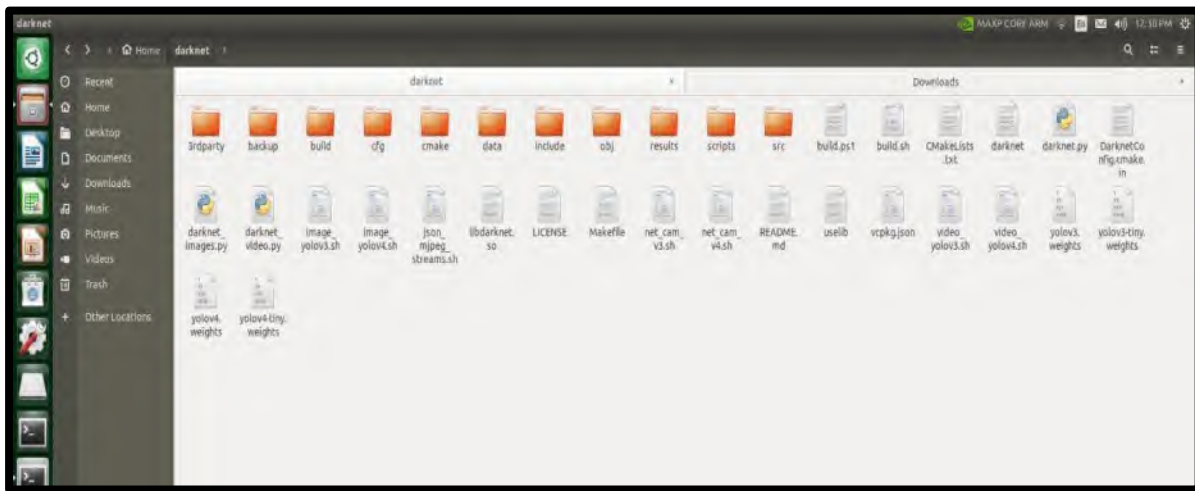 darknet
MAXP CORE ARM
12:30 PM
Home darknet
Recent
Home
Desktop
Documents
Downloads
Music
Pictures
Videos
Trash
Other Locations
darknet
Downloads
3rdparty
backup
build
cfg
cmake
data
include
obj
results
scripts
src
build.ps1
build.sh
CMakeLists
.txt
darknet
darknet.py
DarknetCo
nfig.cmake.
in
darknet_
images.py
darknet_
video.py
image_
yolov3.sh
image_
yolov4.sh
json_
mjpeg_
streams.sh
libdarknet.
so
LICENSE
Makefile
net_cam_
v3.sh
net_cam_
v4.sh
README.
md
uselib
vcpkg.json
video_
yolov3.sh
video_
yolov4.sh
yolov3.
weights
yolov3-tiny.
weights
yolov4.
weights
yolov4-tiny.
weights